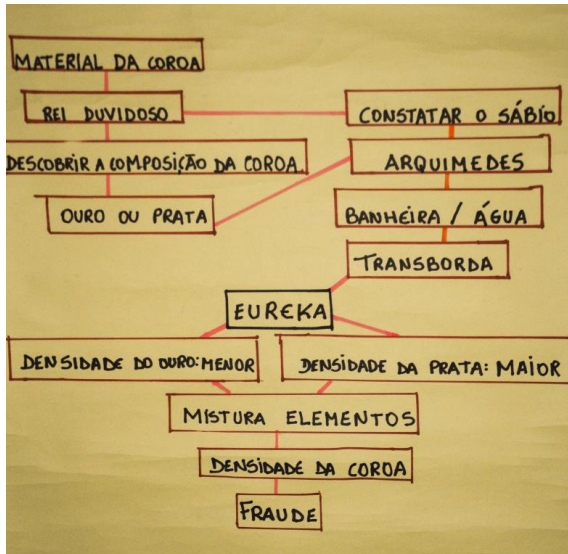 MATERIAL DA COROA
REI DUVIDOSO
CONSTATAR O SÁBIO
DESCOBRIR A COMPOSIÇÃO DA COROA
ARQUIMEDES
OURO OU PRATA
BANHEIRA / ÁGUA
TRANSBORDA
EUREKA
DENSIDADE DO OURO: MENOR
DENSIDADE DA PRATA: MAIOR
MISTURA ELEMENTOS
DENSIDADE DA COROA
FRAUDE